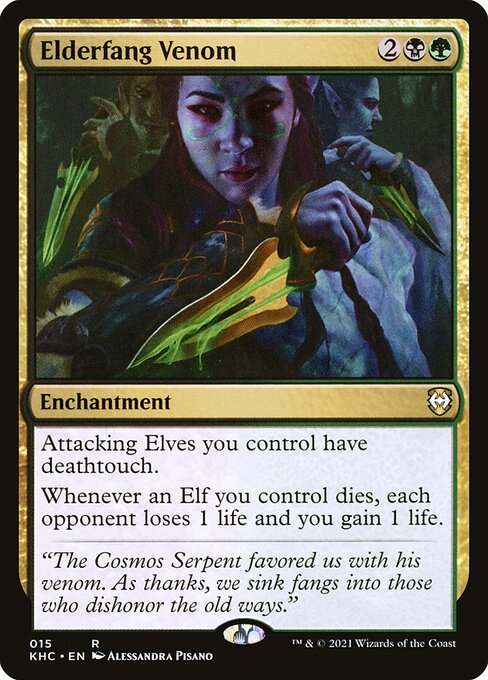 Elderfang Venom 2
Enchantment
Attacking Elves you control have
deathtouch.
Whenever an Elf you control dies, each
opponent loses 1 life and you gain 1 life.
“The Cosmos Serpent favored us with his
venom. As thanks, we sink fangs into those
who dishonor the old ways.”
015 R
KHC • EN Alessandra Pisano ™ & © 2021 Wizards of the Coast